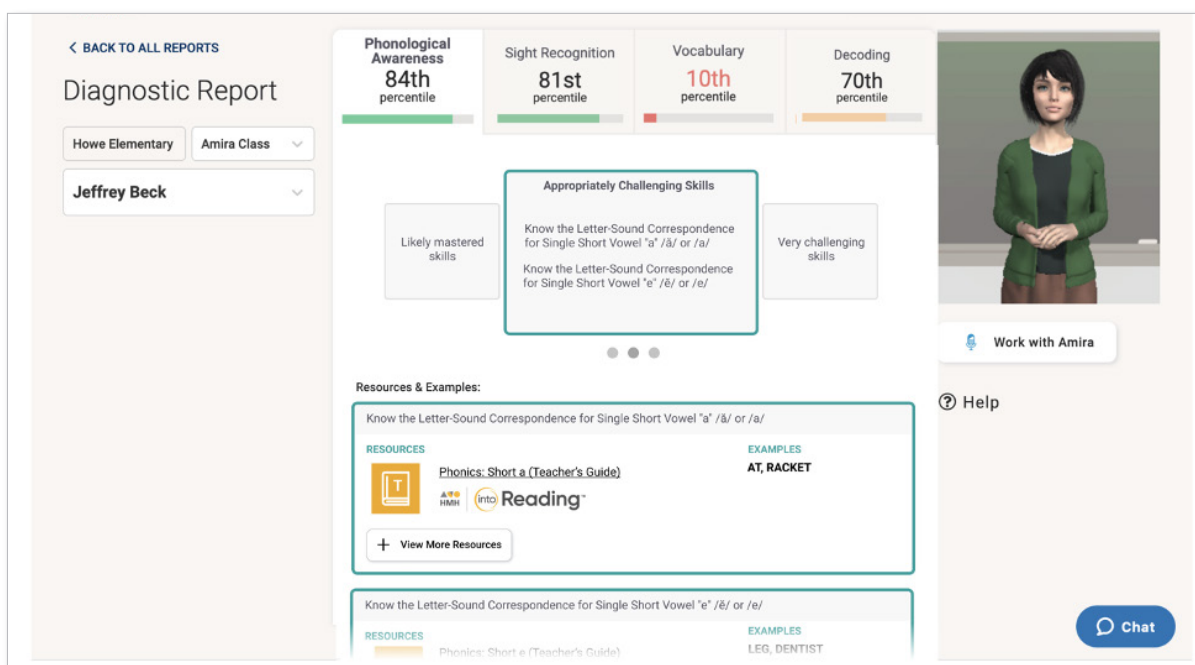 BACK TO ALL REPORTS
Diagnostic Report
Howe Elementary
Amira Class
Jeffrey Beck
Phonological
Awareness
84th
percentile
Sight Recognition
81st
percentile
Vocabulary
10th
percentile
Decoding
70th
percentile
Likely mastered
skills
Appropriately Challenging Skills
Know the Letter-Sound Correspondence
for Single Short Vowel "a" /ă/ or /a/
Know the Letter-Sound Correspondence
for Single Short Vowel "e" /ĕ/ or /e/
Very challenging
skills
Work with Amira
Help
Resources & Examples:
Know the Letter-Sound Correspondence for Single Short Vowel "a" /ă/ or /a/
RESOURCES
T
Phonics: Short a (Teacher's Guide)
HMH
into Reading
View More Resources
EXAMPLES
AT, RACKET
Know the Letter-Sound Correspondence for Single Short Vowel "e" /ĕ/ or /e/
RESOURCES
Phonics: Short e (Teacher's Guide)
EXAMPLES
LEG, DENTIST
Chat